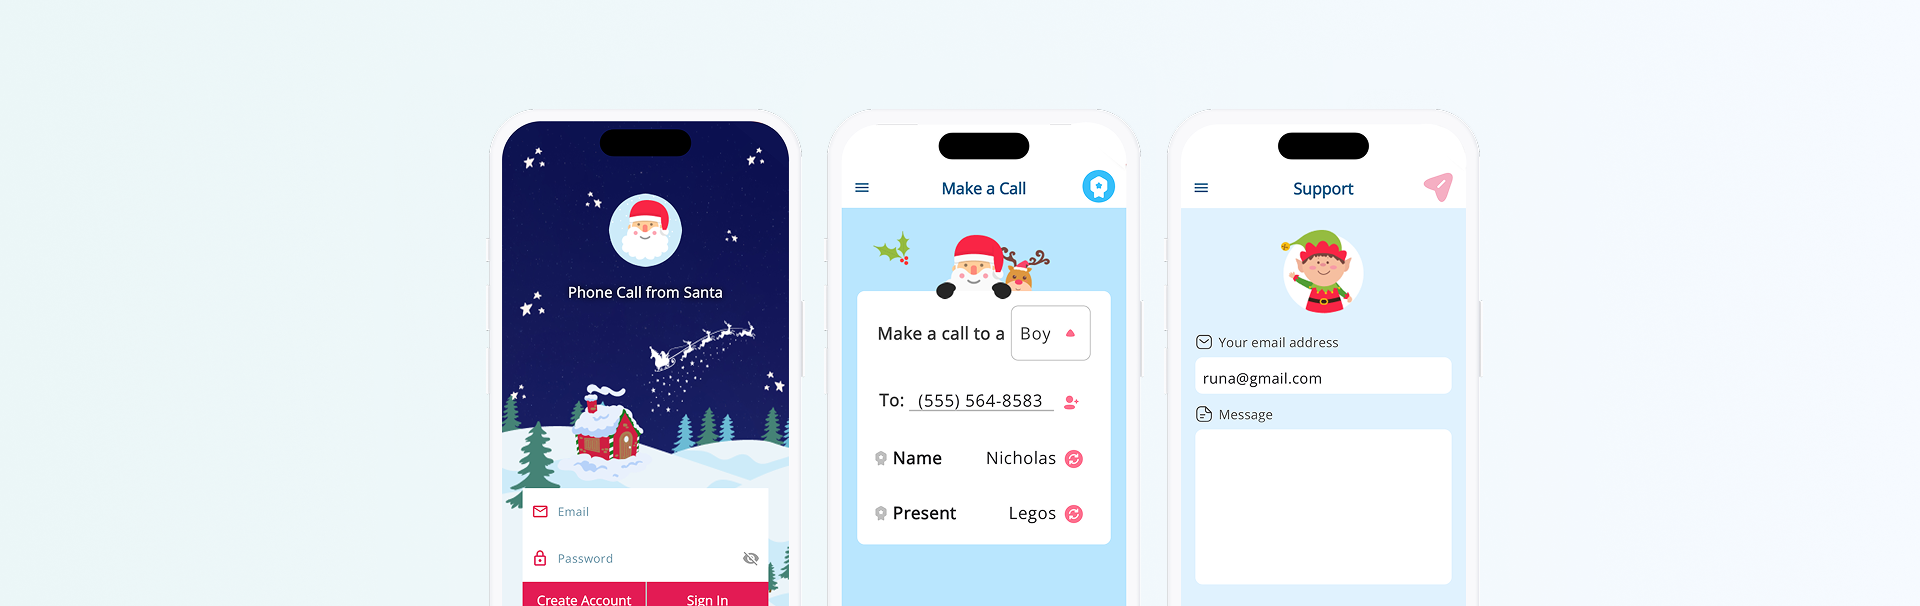 Phone Call from Santa
Email
Password
Create Account
Sign In
Make a Call
Make a call to a Boy
To: (555) 564-8583
Name Nicholas
Present Legos
Support
Your email address
runa@gmail.com
Message